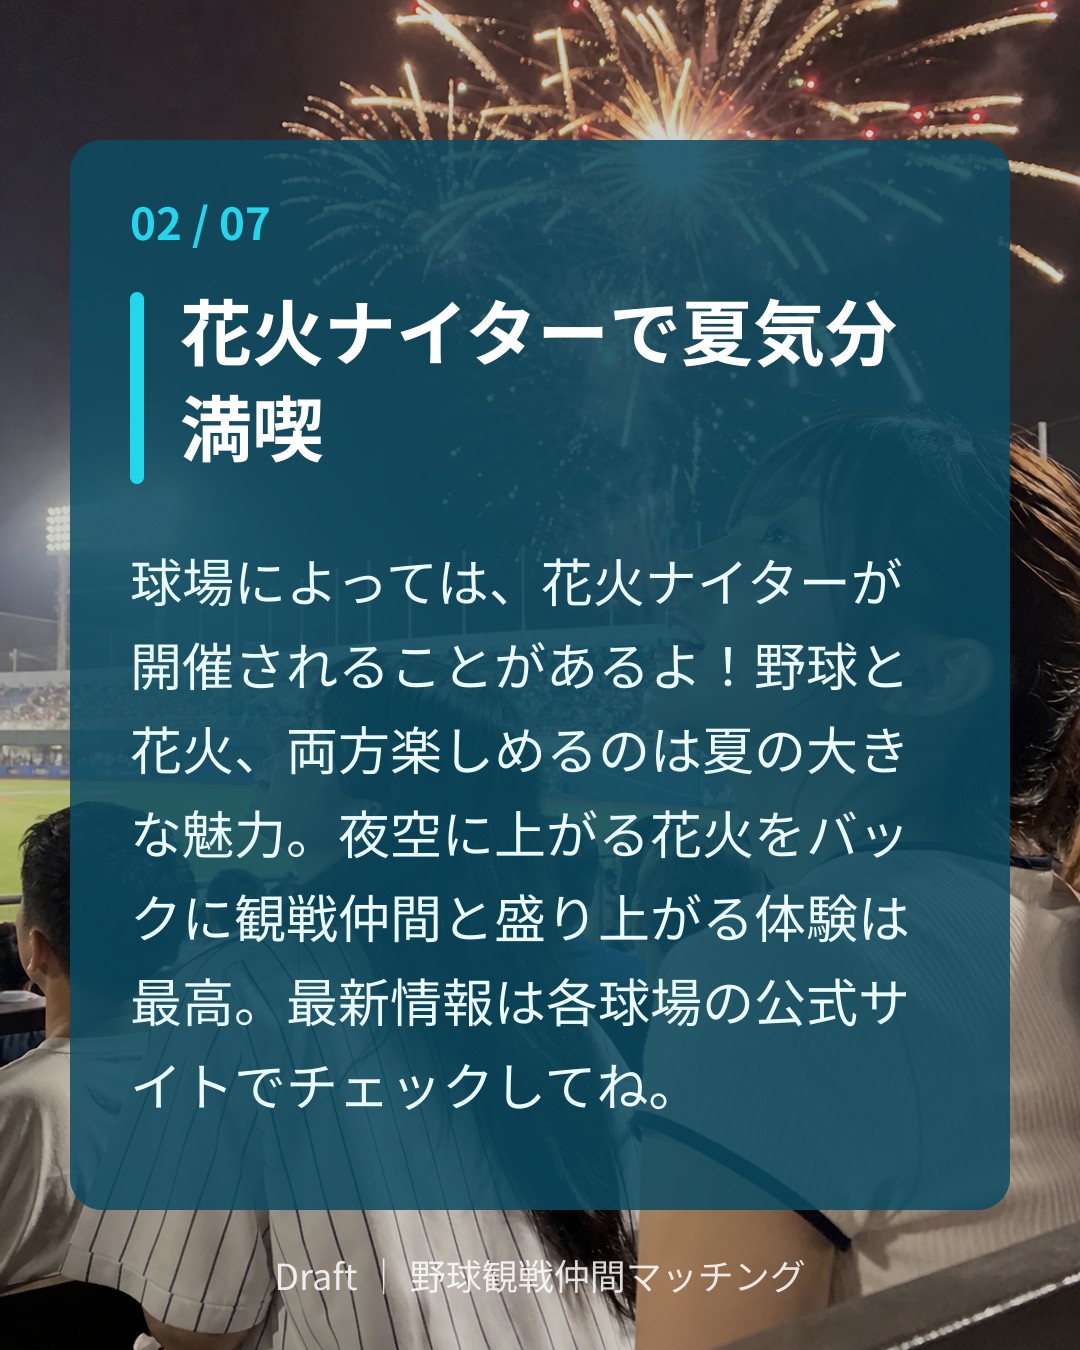 02 / 07
花火ナイターで夏気分
満喫
球場によっては、花火ナイターが
開催されることがあるよ！野球と
花火、両方楽しめるのは夏の大き
な魅力。夜空に上がる花火をバッ
クに観戦仲間と盛り上がる体験は
最高。最新情報は各球場の公式サ
イトでチェックしてね。
Draft｜野球観戦仲間マッチング